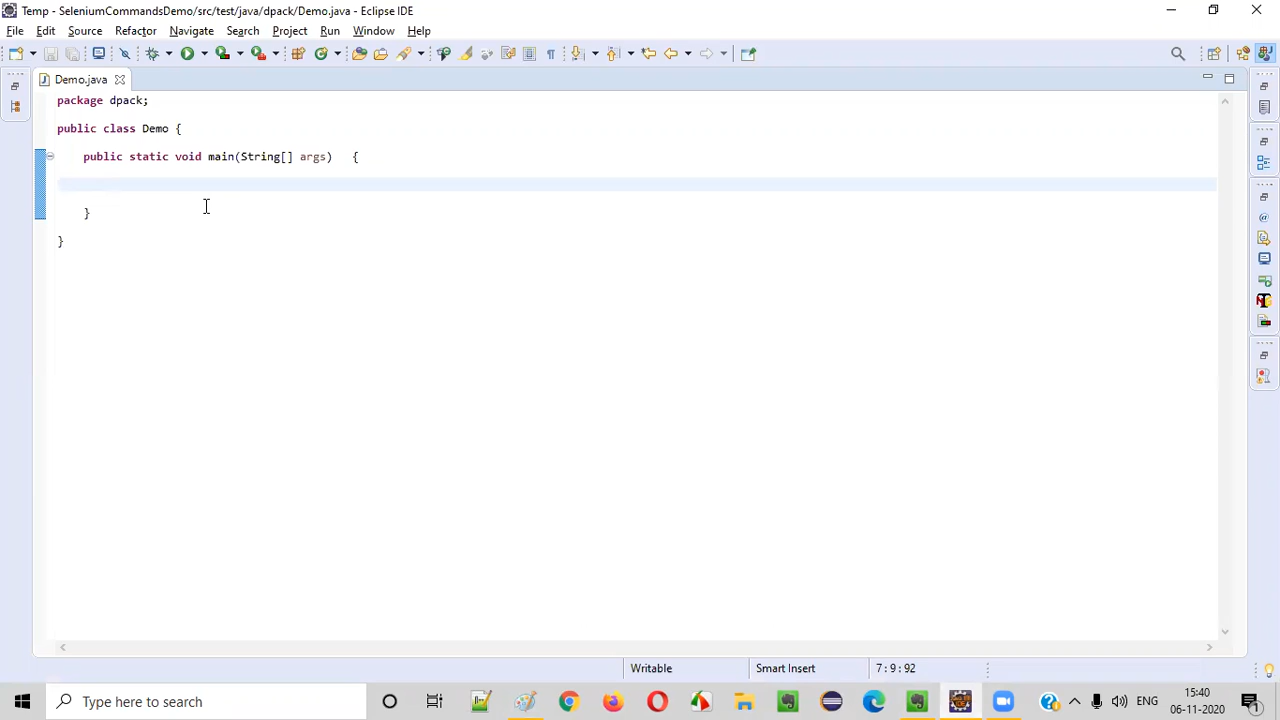 Temp - SeleniumCommandsDemo/src/test/java/dpack/Demo.java - Eclipse IDE
File Edit Source Refactor Navigate Search Project Run Window Help
Demo.java
package dpack;
public class Demo {
public static void main(String[] args) {
}
}
Writable Smart Insert 7 : 9 : 92
Type here to search
ENG
15:40
06-11-2020